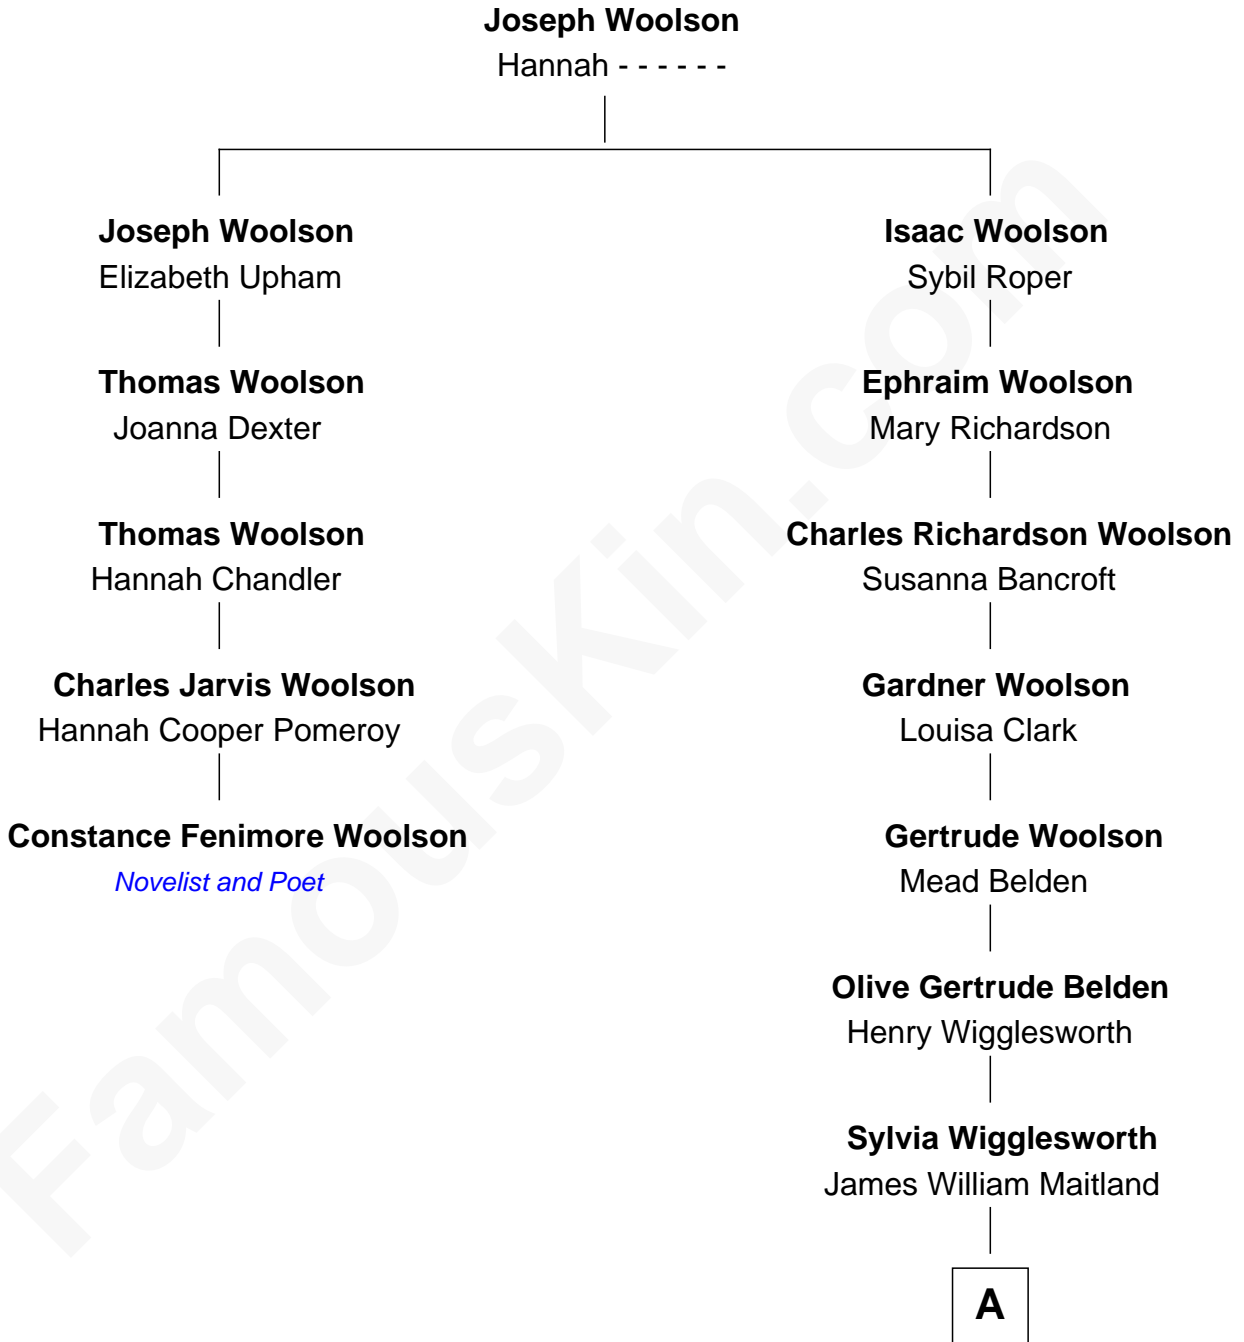 Joseph Woolson
Hannah - - - - - -
Joseph Woolson
Elizabeth Upham
Isaac Woolson
Sybil Roper
Thomas Woolson
Joanna Dexter
Ephraim Woolson
Mary Richardson
Thomas Woolson
Hannah Chandler
Charles Richardson Woolson
Susanna Bancroft
Charles Jarvis Woolson
Hannah Cooper Pomeroy
Gardner Woolson
Louisa Clark
Constance Fenimore Woolson
Novelist and Poet
Gertrude Woolson
Mead Belden
Olive Gertrude Belden
Henry Wigglesworth
Sylvia Wigglesworth
James William Maitland
A
FamousKin.com